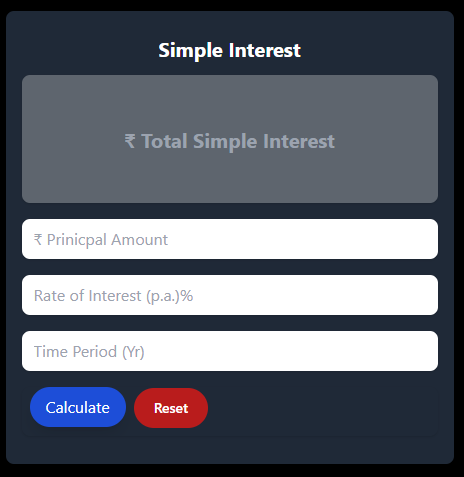 Simple Interest
₹ Total Simple Interest
₹ Prinicpal Amount
Rate of Interest (p.a.)%
Time Period (Yr)
Calculate Reset